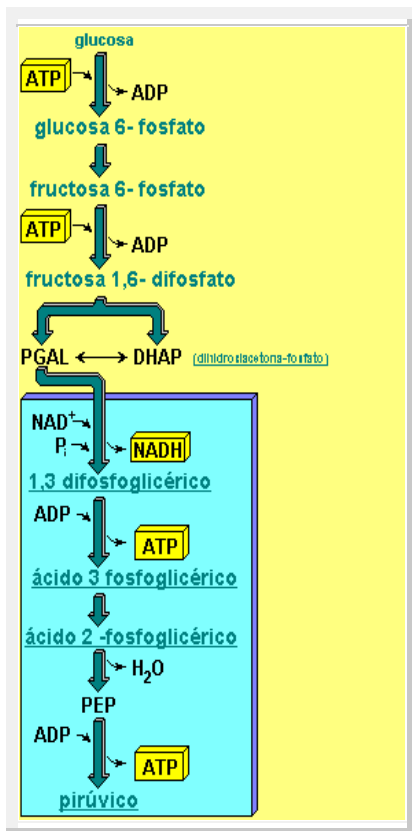 glucosa
ATP
ADP
glucosa 6- fosfato
fructosa 6- fosfato
ATP
ADP
fructosa 1,6- difosfato
PGAL DHAP (dihidroxiacetona-fosfato)
NAD+
Pi NADH
1,3 difosfoglicérico
ADP
ATP
ácido 3 fosfoglicérico
ácido 2 -fosfoglicérico
H2O
PEP
ADP
ATP
pirúvico